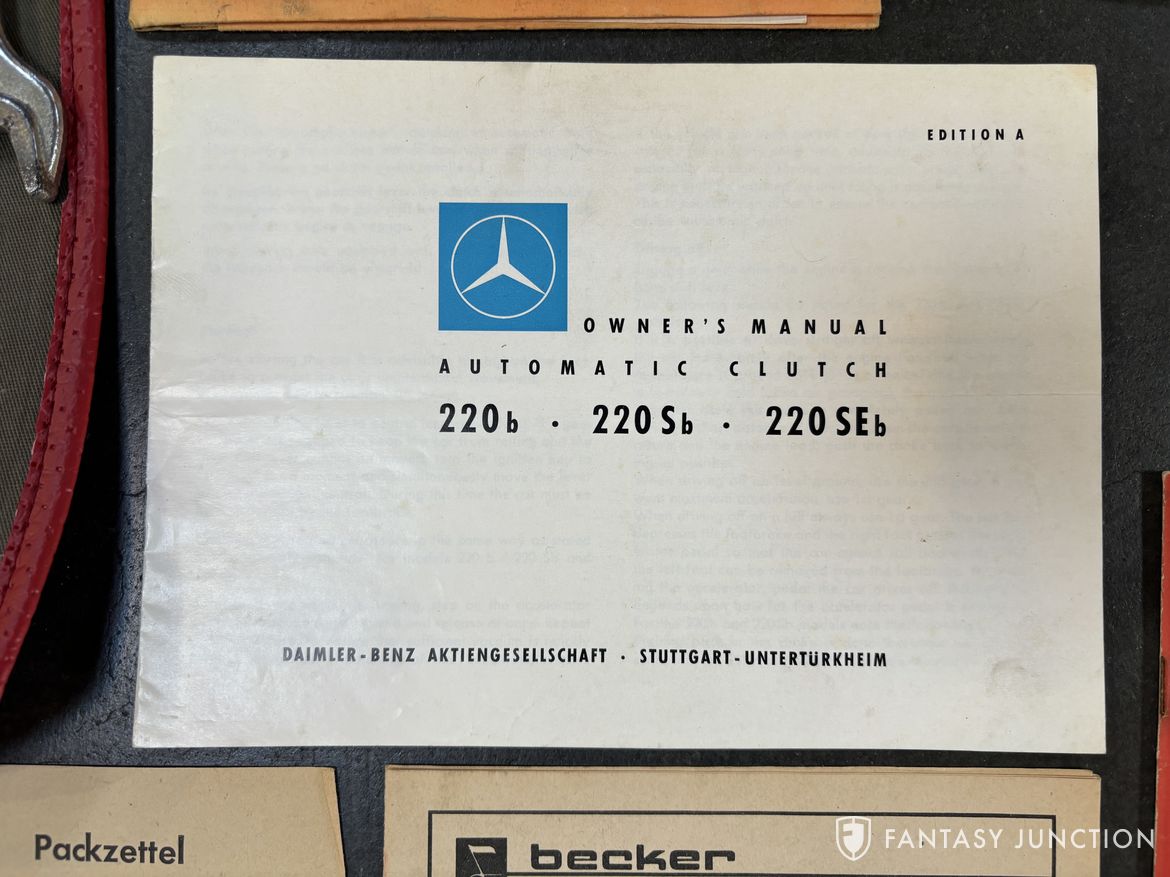 EDITION A
OWNER'S MANUAL
AUTOMATIC CLUTCH
220b · 220Sb · 220SEb
DAIMLER-BENZ AKTIENGESELLSCHAFT · STUTTGART-UNTERTÜRKHEIM
Packzettel
becker
FANTASY JUNCTION